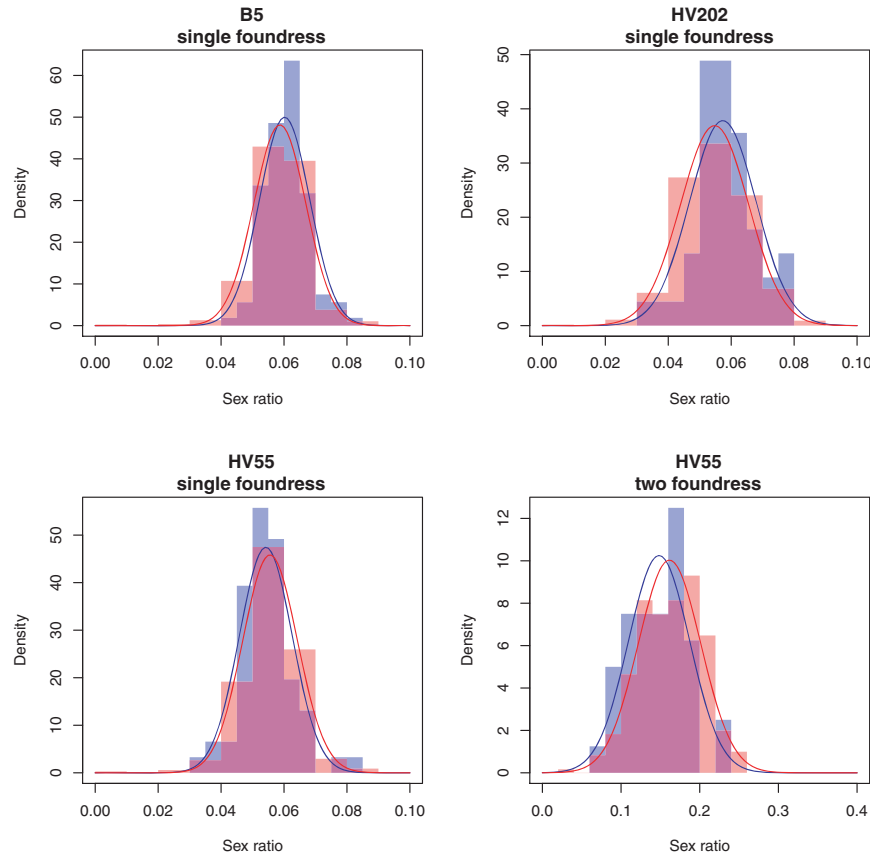 B5
single foundress
Density
0 10 20 30 40 50 60
0.00 0.02 0.04 0.06 0.08 0.10
Sex ratio
HV202
single foundress
Density
0 10 20 30 40 50
0.00 0.02 0.04 0.06 0.08 0.10
Sex ratio
HV55
single foundress
Density
0 10 20 30 40 50
0.00 0.02 0.04 0.06 0.08 0.10
Sex ratio
HV55
two foundress
Density
0 2 4 6 8 10 12
0.0 0.1 0.2 0.3 0.4
Sex ratio